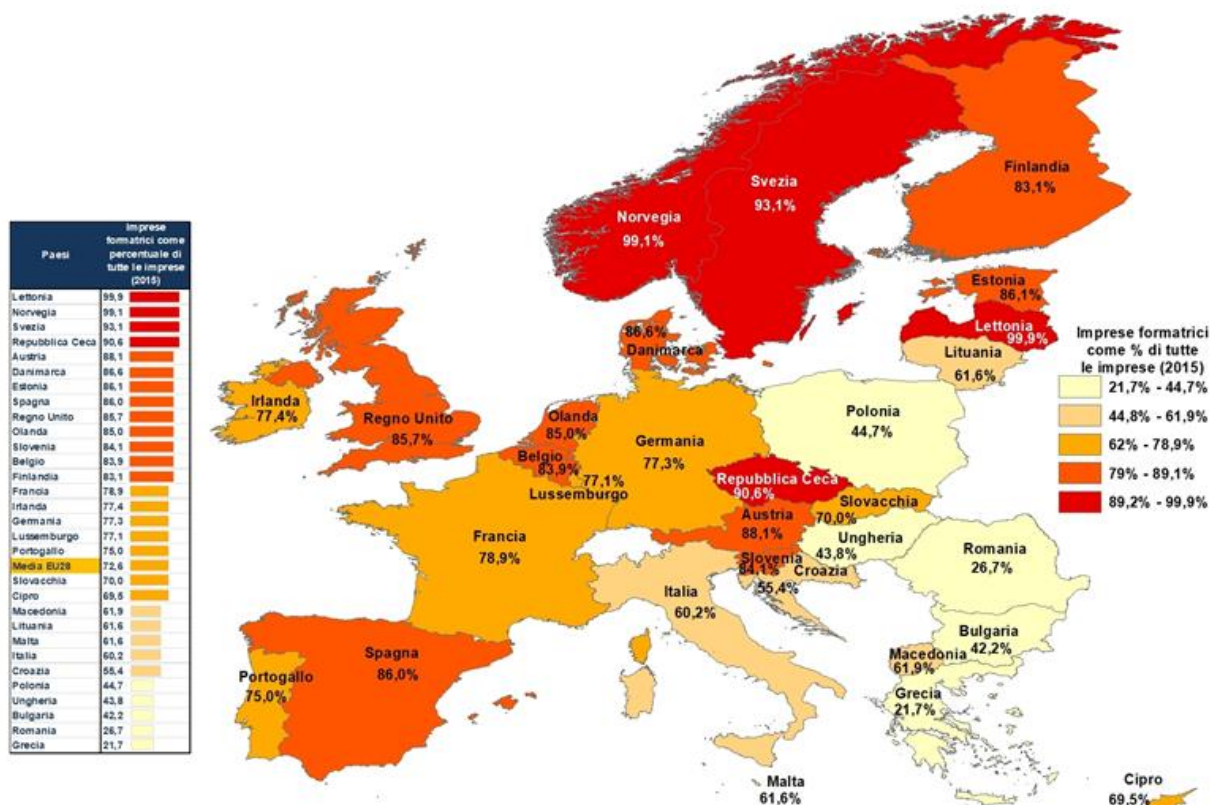 Paesi
Imprese
formatrici come
percentuale di
tutte le imprese
(2015)
Lettonia 99,9
Norvegia 99,1
Svezia 93,1
Repubblica Ceca 90,6
Austria 88,1
Danimarca 86,6
Estonia 86,1
Spagna 86,0
Regno Unito 85,7
Olanda 85,0
Slovenia 84,1
Belgio 83,9
Finlandia 83,1
Francia 78,9
Irlanda 77,4
Germania 77,3
Lussemburgo 77,1
Portogallo 75,0
Media EU28 72,6
Slovacchia 70,0
Cipro 69,5
Macedonia 61,9
Lituania 61,6
Malta 61,6
Italia 60,2
Croazia 55,4
Polonia 44,7
Ungheria 43,8
Bulgaria 42,2
Romania 26,7
Grecia 21,7
Finlandia
83,1%
Svezia
93,1%
Norvegia
99,1%
Estonia
86,1%
Lettonia
99,9%
Lituania
61,6%
86,6%
Danimarca
Irlanda
77,4%
Regno Unito
85,7%
Olanda
85,0%
Belgio
83,9%
77,1%
Lussemburgo
Germania
77,3%
Polonia
44,7%
Repubblica Ceca
90,6%
Slovacchia
70,0%
Austria
88,1%
Ungheria
43,8%
Francia
78,9%
Slovenia
84,1%
Croazia
55,4%
Romania
26,7%
Italia
60,2%
Bulgaria
42,2%
Macedonia
61,9%
Grecia
21,7%
Portogallo
75,0%
Spagna
86,0%
Malta
61,6%
Cipro
69,5%
Imprese formatrici
come % di tutte
le imprese (2015)
21,7% - 44,7%
44,8% - 61,9%
62% - 78,9%
79% - 89,1%
89,2% - 99,9%